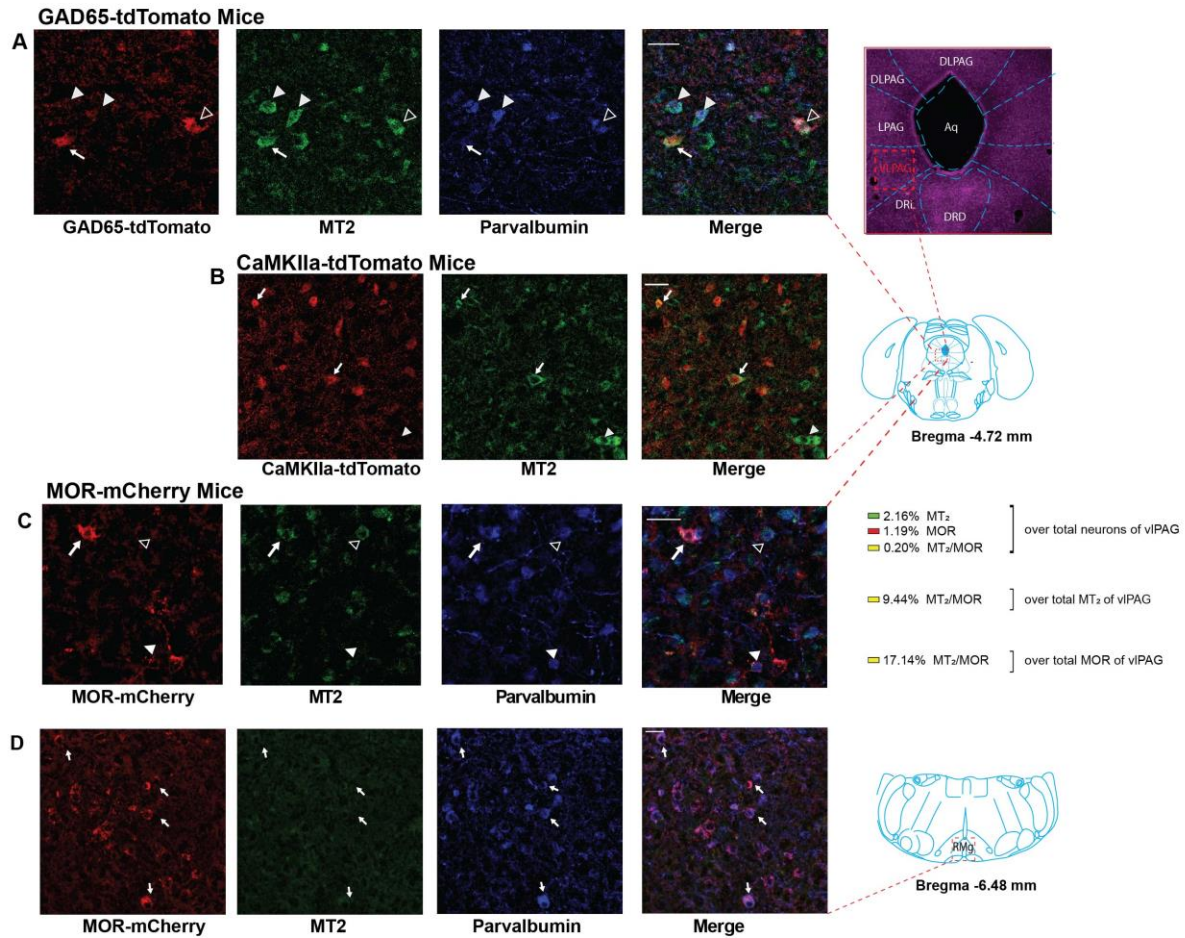 GAD65-tdTomato Mice
A
GAD65-tdTomato
MT2
Parvalbumin
Merge
DLPAG
DLPAG
LPAG
Aq
VLPAG
DRL
DRD
CaMKIIa-tdTomato Mice
B
CaMKIIa-tdTomato
MT2
Merge
Bregma -4.72 mm
MOR-mCherry Mice
C
MOR-mCherry
MT2
Parvalbumin
Merge
2.16% MT₂
1.19% MOR
0.20% MT₂/MOR
over total neurons of vlPAG
9.44% MT₂/MOR
over total MT₂ of vlPAG
17.14% MT₂/MOR
over total MOR of vlPAG
D
MOR-mCherry
MT2
Parvalbumin
Merge
RMg
Bregma -6.48 mm